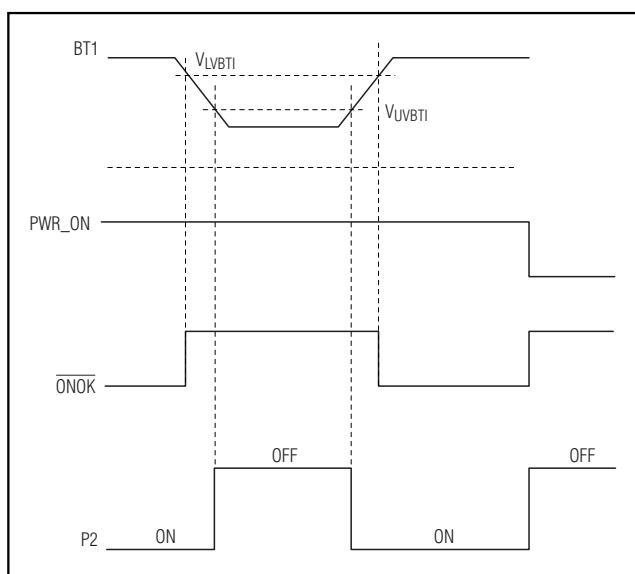 BT1
VLVBTI
VUVBTI
PWR_ON
ONOK
OFF
OFF
P2
ON
ON